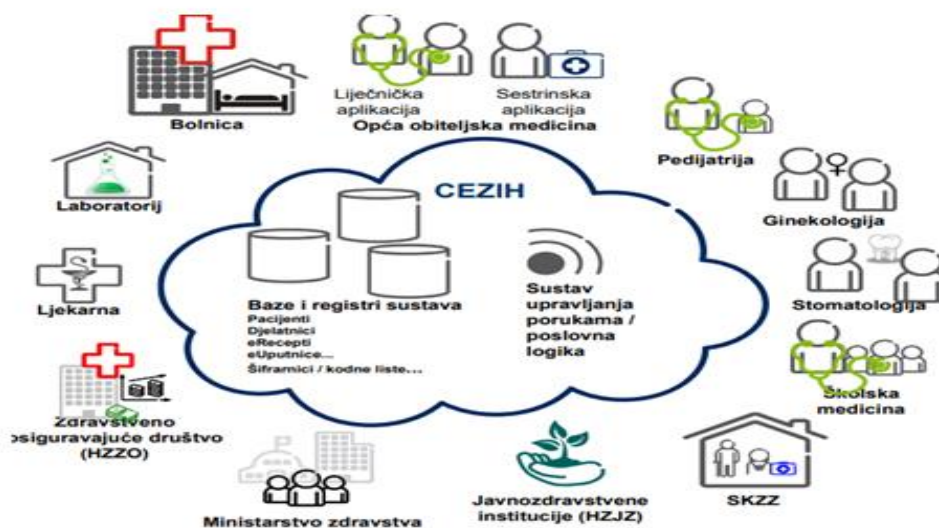 Bolnica
Liječnička
aplikacija
Sestrinska
aplikacija
Opća obiteljska medicina
Pedijatrija
Laboratorij
CEZIH
Ginekologija
Ljekarna
Baze i registri sustava
Pacijenti
Djelatnici
eRecepti
eUputnice...
Šifrarnici / kodne liste...
Sustav
upravljanja
porukama /
poslovna
logika
Stomatologija
Školska
medicina
Zdravstveno
osiguravajuće društvo
(HZZO)
Ministarstvo zdravstva
Javnozdravstvene
institucije (HZJZ)
SKZZ